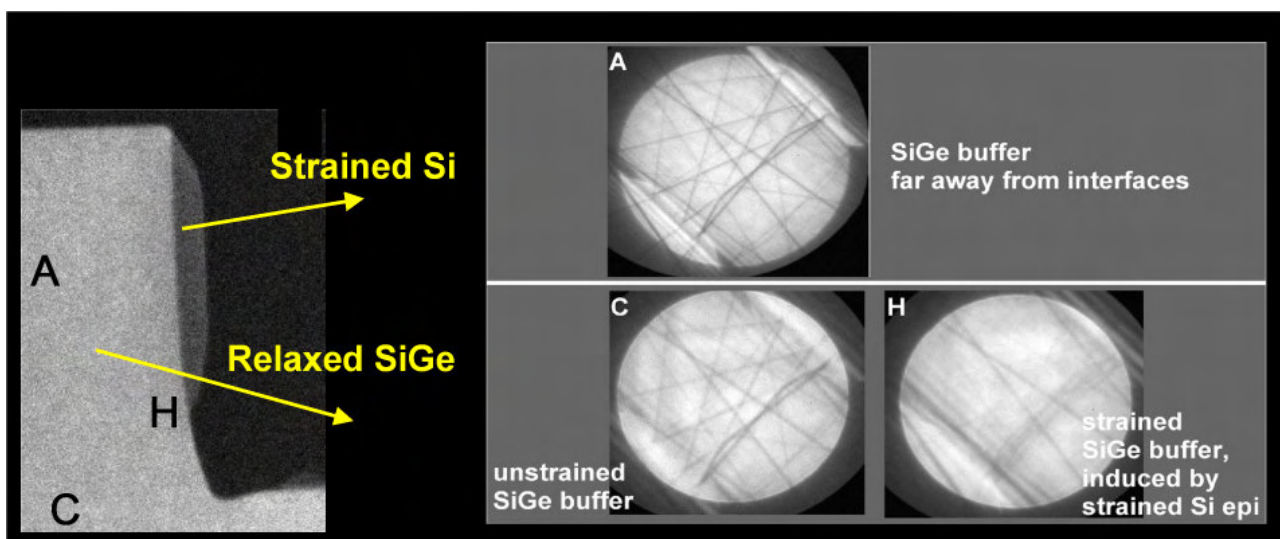 Strained Si
A
Relaxed SiGe
H
C
A
SiGe buffer
far away from interfaces
C
unstrained
SiGe buffer
H
strained
SiGe buffer,
induced by
strained Si epi